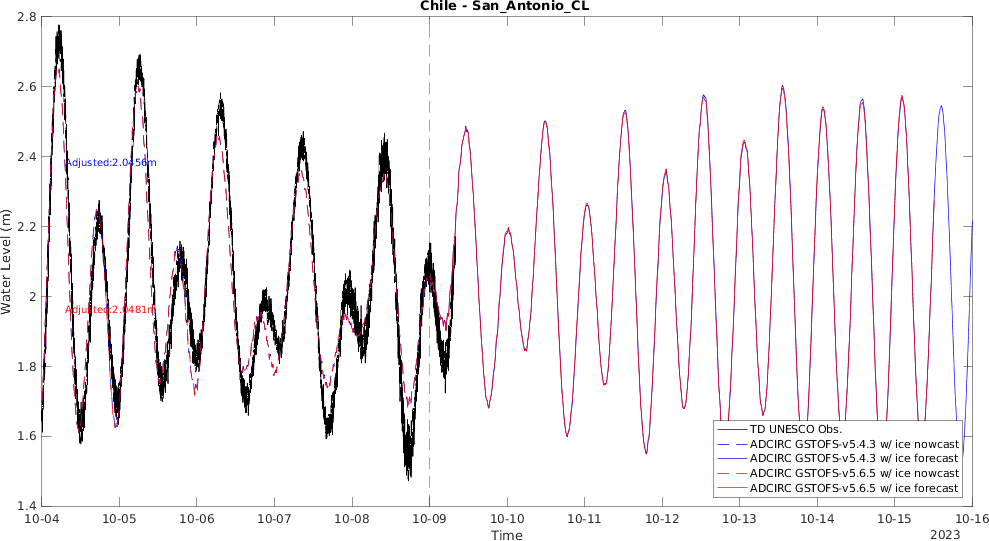 Chile - San_Antonio_CL
2.8
2.6
2.4
2.2
2
1.8
1.6
1.4
Water Level (m)
Adjusted:2.0456m
Adjusted:2.0481m
TD UNESCO Obs.
ADCIRC GSTOFS-v5.4.3 w/ ice nowcast
ADCIRC GSTOFS-v5.4.3 w/ ice forecast
ADCIRC GSTOFS-v5.6.5 w/ ice nowcast
ADCIRC GSTOFS-v5.6.5 w/ ice forecast
10-04 10-05 10-06 10-07 10-08 10-09 10-10 10-11 10-12 10-13 10-14 10-15 10-16
Time
2023